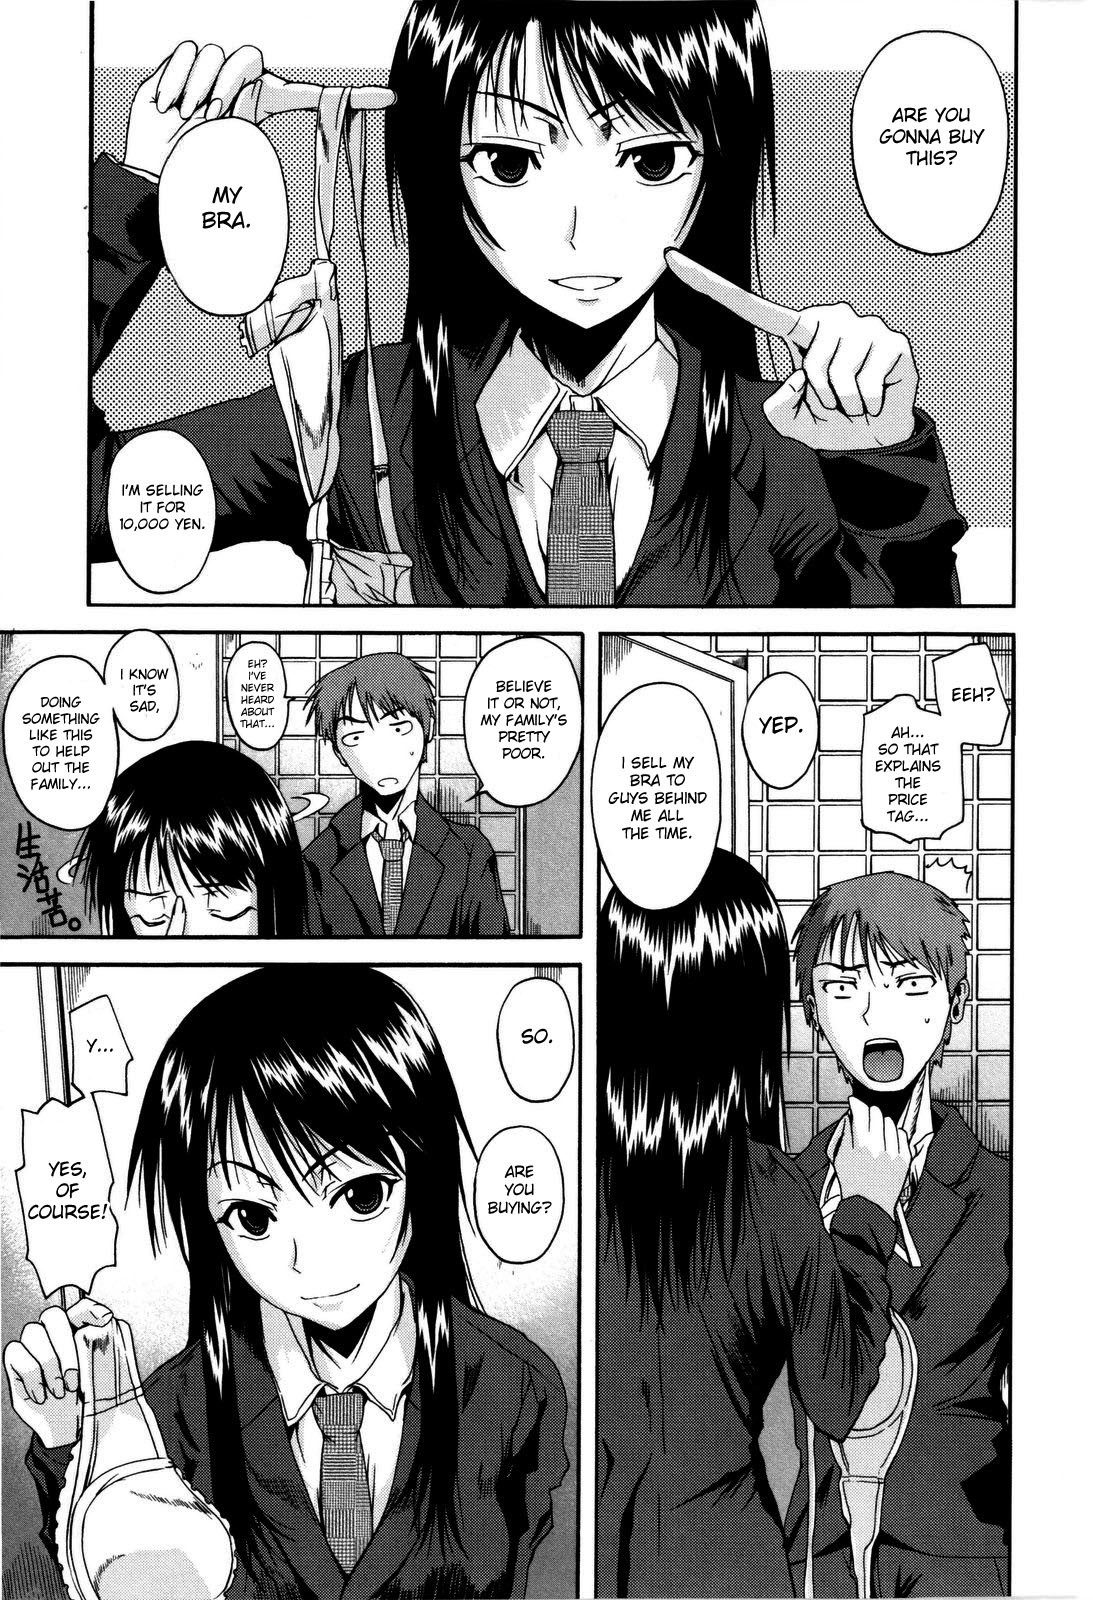 ARE YOU
GONNA BUY
THIS?
MY
BRA.
I'M SELLING
IT FOR
10,000 YEN.
EEH?
AH...
SO THAT
EXPLAINS
THE
PRICE
TAG...
YEP.
I SELL MY
BRA TO
GUYS BEHIND
ME ALL
THE TIME.
BELIEVE
IT OR NOT,
MY FAMILY'S
PRETTY
POOR.
EH?
I'VE
NEVER
HEARD
ABOUT
THAT...
I KNOW
IT'S
SAD,
DOING
SOMETHING
LIKE THIS
TO HELP
OUT THE
FAMILY...
生活苦。
SO.
ARE
YOU
BUYING?
Y...
YES,
OF
COURSE!